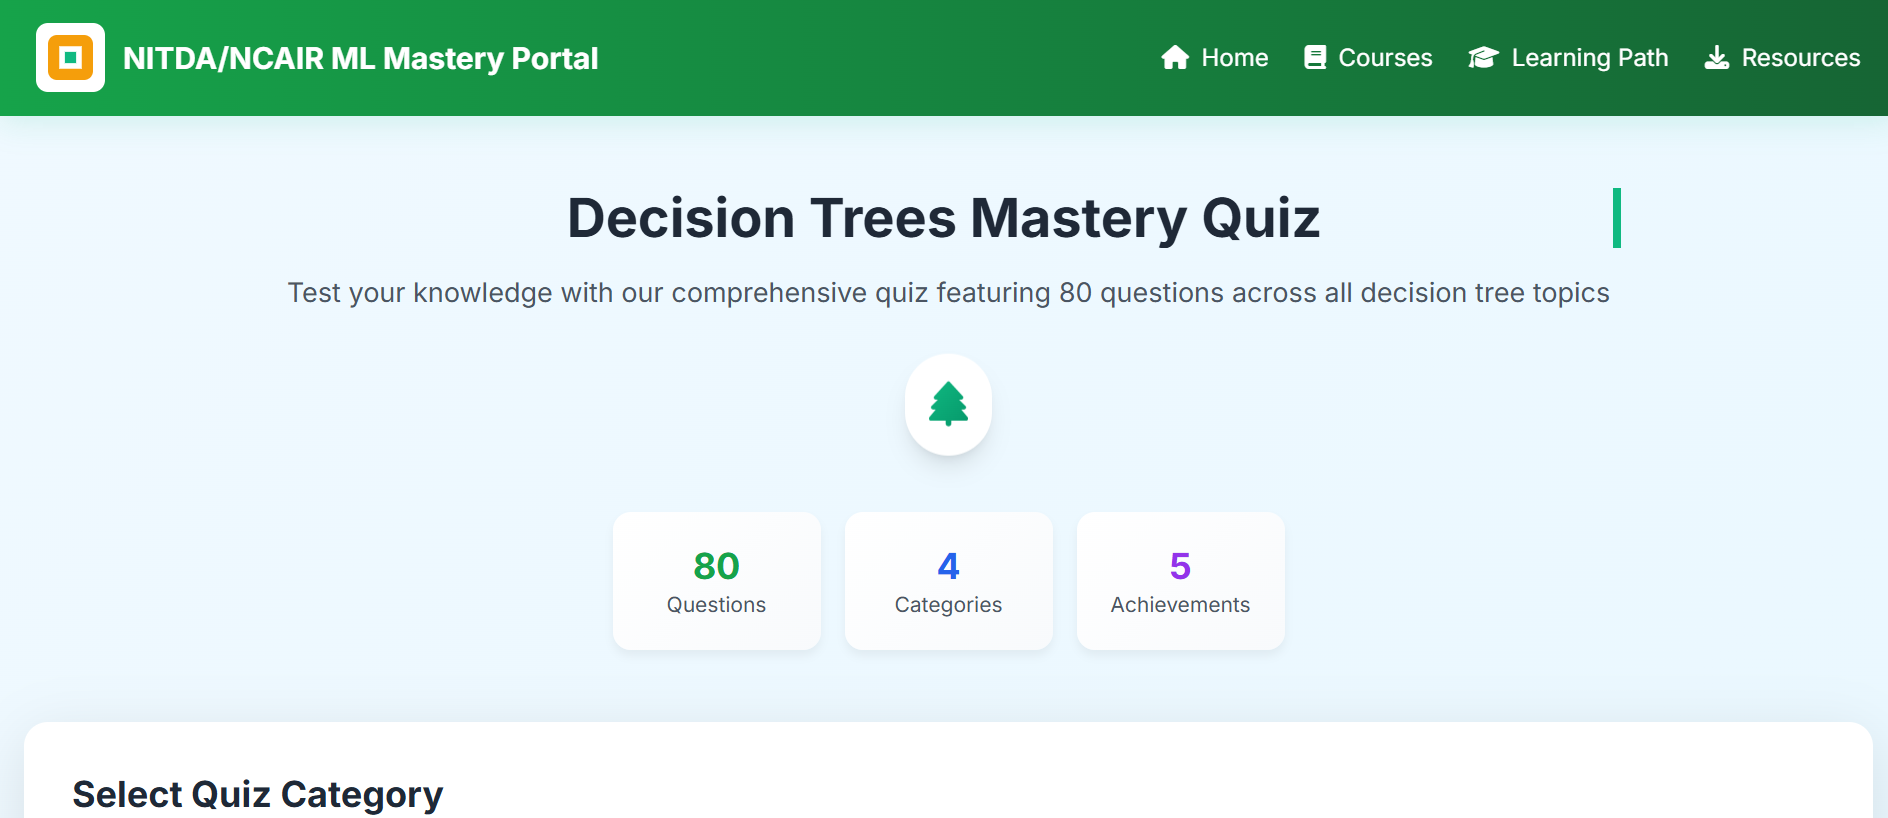 NITDA/NCAIR ML Mastery Portal
Home
Courses
Learning Path
Resources
Decision Trees Mastery Quiz
Test your knowledge with our comprehensive quiz featuring 80 questions across all decision tree topics
80
Questions
4
Categories
5
Achievements
Select Quiz Category